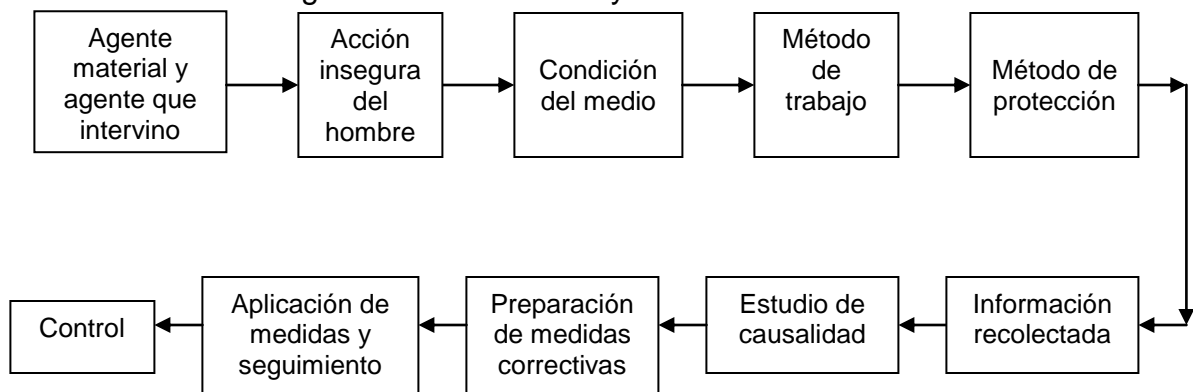 Agente
material y
agente que
intervino
Acción
insegura
del
hombre
Condición
del medio
Método
de
trabajo
Método de
protección
Información
recolectada
Estudio de
causalidad
Preparación
de medidas
correctivas
Aplicación de
medidas y
seguimiento
Control